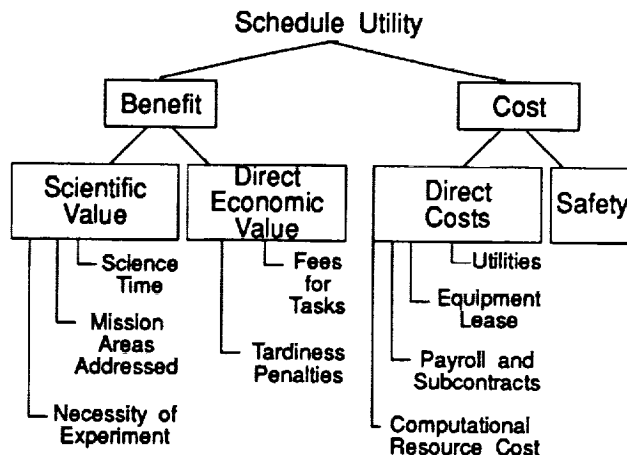 Schedule Utility
Benefit
Cost
Scientific
Value
Direct
Economic
Value
Direct
Costs
Safety
Science
Time
Fees
for
Tasks
Utilities
Mission
Areas
Addressed
Tardiness
Penalties
Equipment
Lease
Payroll and
Subcontracts
Necessity of
Experiment
Computational
Resource Cost